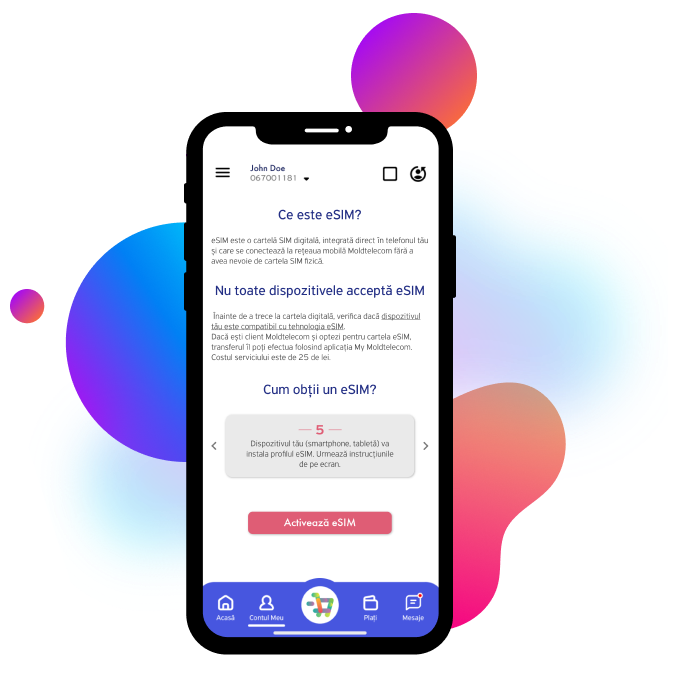 John Doe
067001181
Ce este eSIM?
eSIM este o cartelă SIM digitală, integrată direct în telefonul tău
și care se conectează la rețeaua mobilă Moldtelecom fără a
avea nevoie de cartela SIM fizică.
Nu toate dispozitivele acceptă eSIM
Înainte de a trece la cartela digitală, verifica dacă dispozitivul
tău este compatibil cu tehnologia eSIM.
Dacă ești client Moldtelecom și optezi pentru cartela eSIM,
transferul îl poți efectua folosind aplicația My Moldtelecom.
Costul serviciului este de 25 de lei.
Cum obții un eSIM?
5
Dispozitivul tău (smartphone, tabletă) va
instala profilul eSIM. Urmează instrucțiunile
de pe ecran.
Activează eSIM
Acasă Contul Meu Plați Mesaje